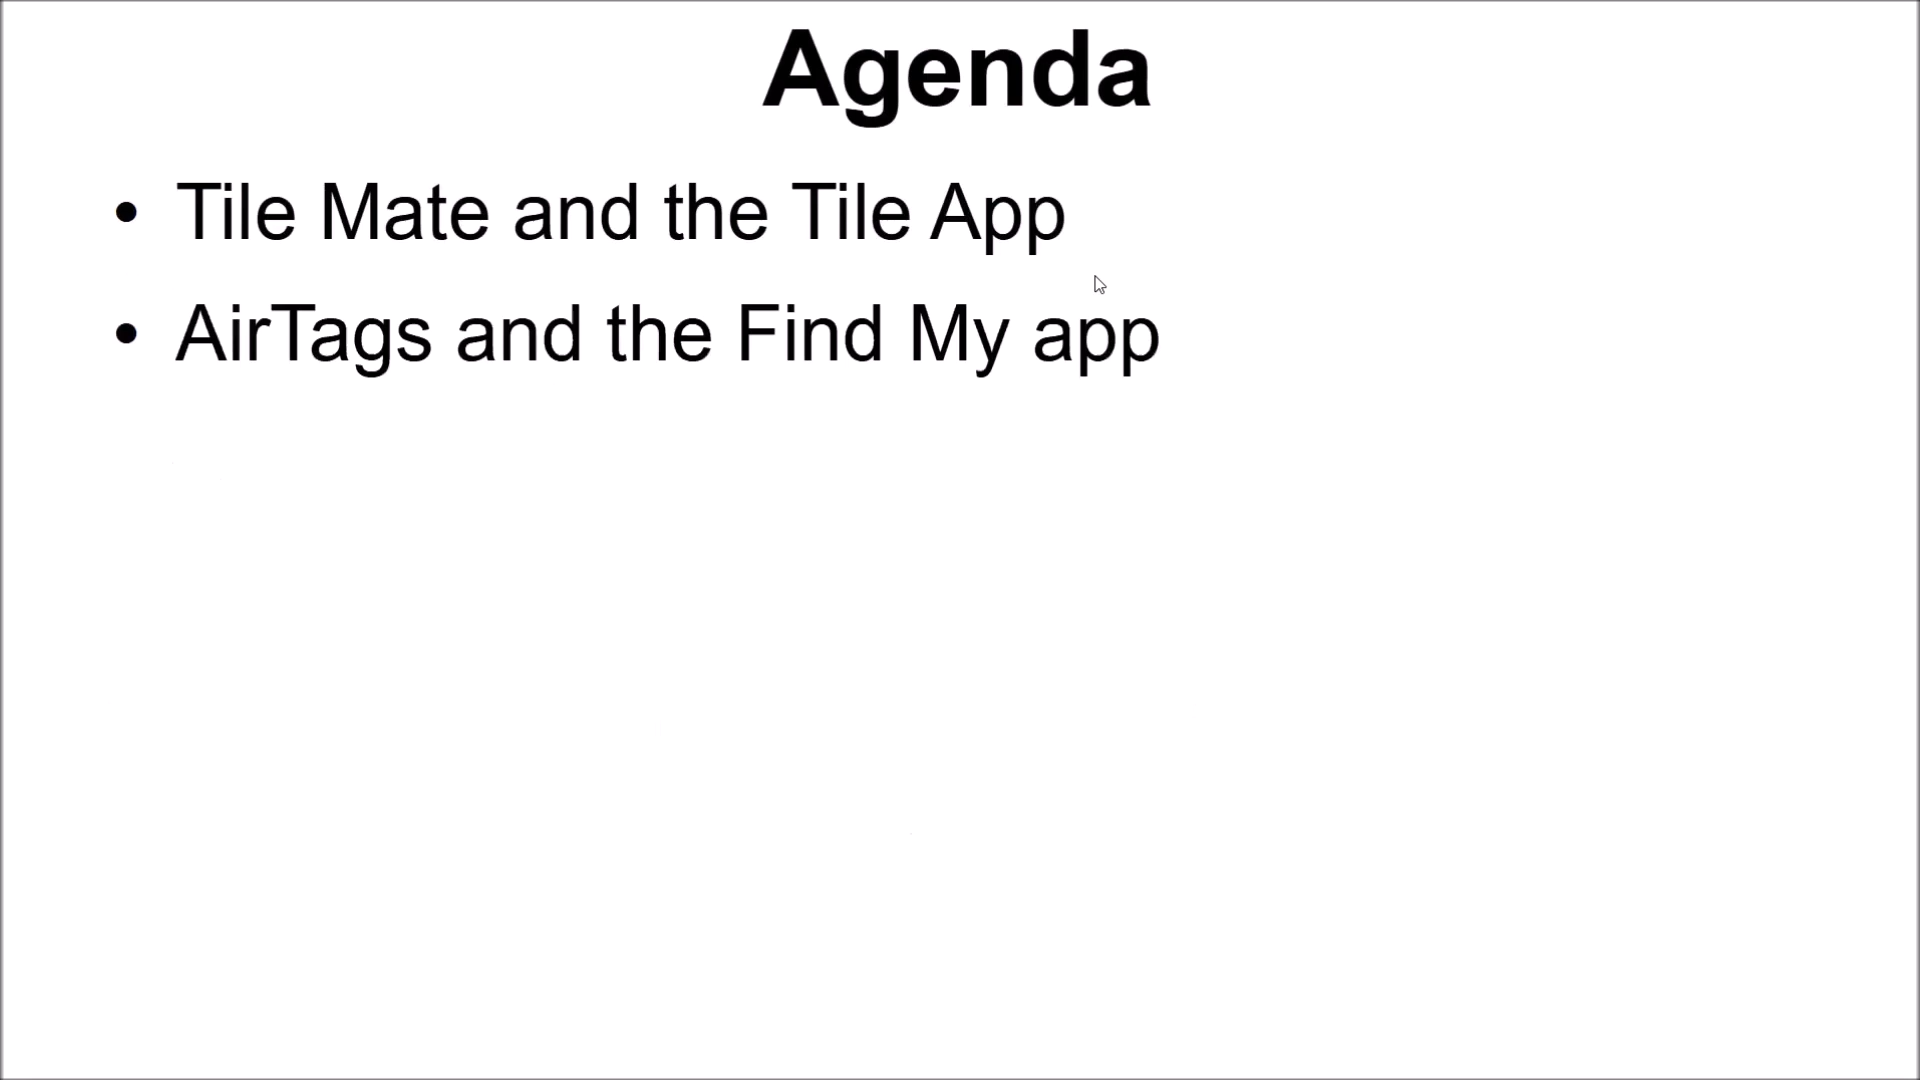 Agenda
• Tile Mate and the Tile App
• AirTags and the Find My app